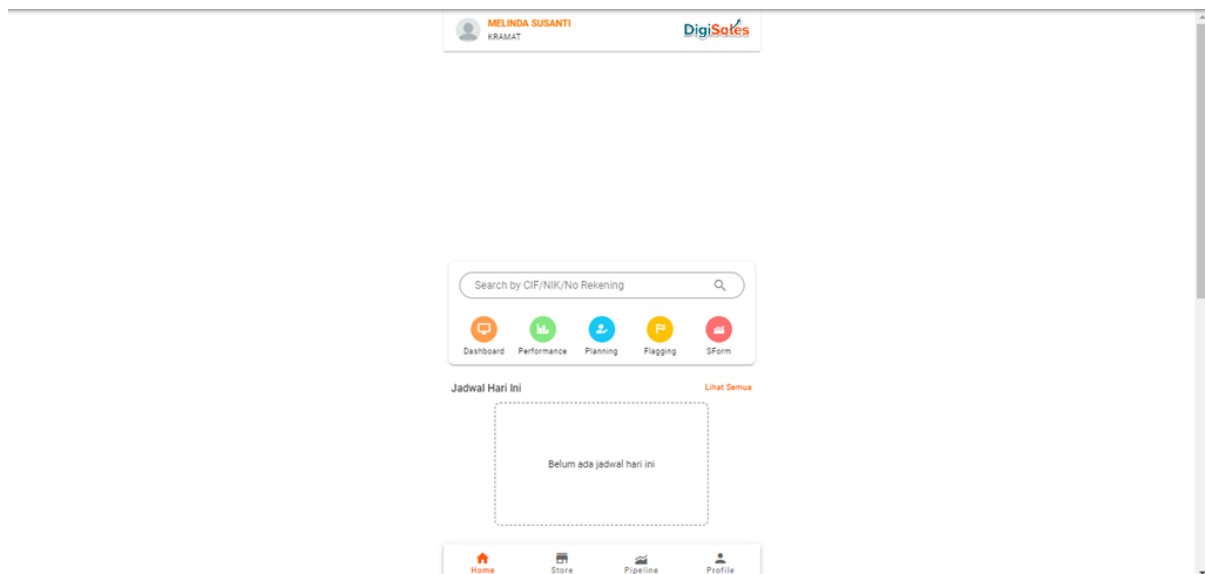 MELINDA SUSANTI
KRAMAT
DigiSales
Search by CIF/NIK/No Rekening
Dashboard Performance Planning Flagging SForm
Jadwal Hari Ini Lihat Semua
Belum ada jadwal hari ini
Home Store Pipeline Profile